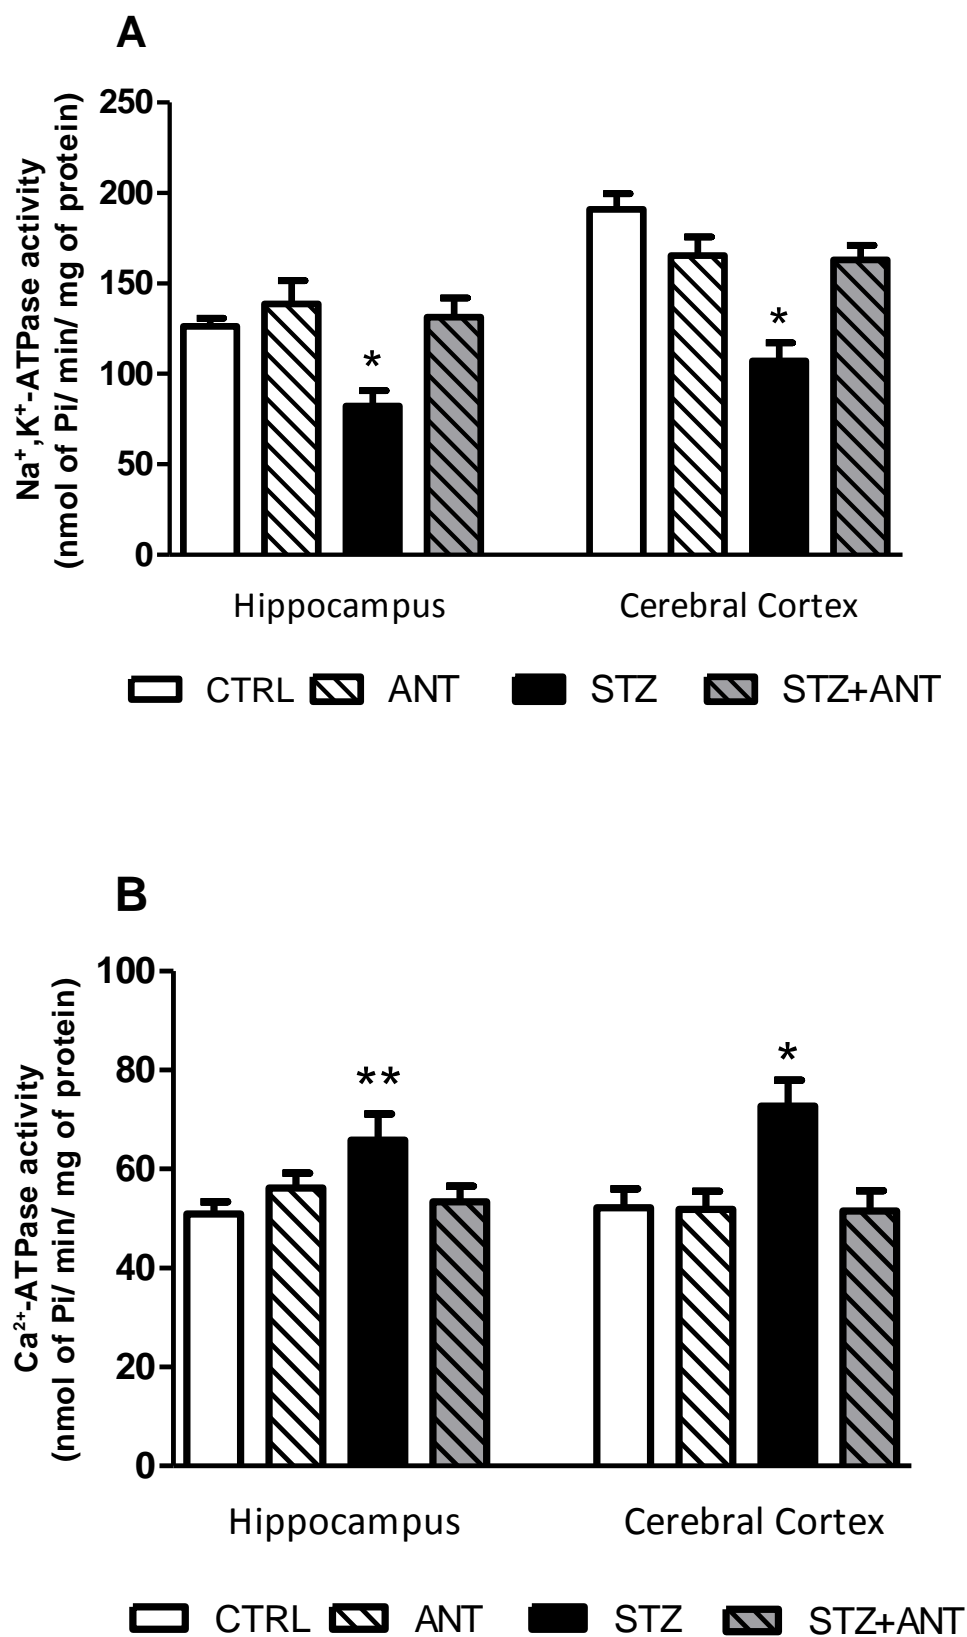 A
Na⁺,K⁺-ATPase activity
(nmol of Pi/ min/ mg of protein)
250
200
150
100
50
0
*
*
Hippocampus Cerebral Cortex
CTRL ANT STZ STZ+ANT
B
Ca²⁺-ATPase activity
(nmol of Pi/ min/ mg of protein)
100
80
60
40
20
0
**
*
Hippocampus Cerebral Cortex
CTRL ANT STZ STZ+ANT